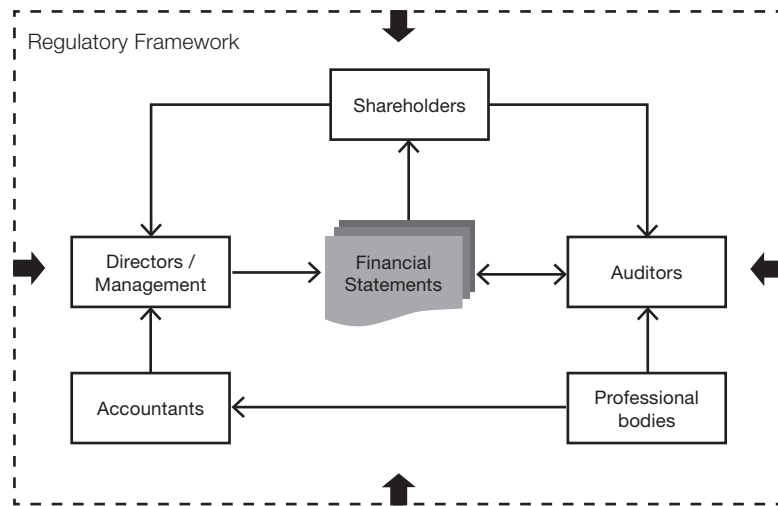 Regulatory Framework
Shareholders
Directors /
Management
Financial
Statements
Auditors
Accountants
Professional
bodies